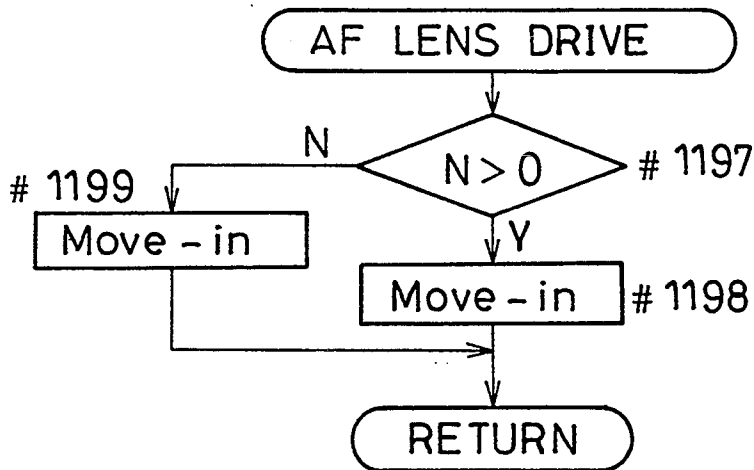 AF LENS DRIVE
N
N > 0
# 1197
# 1199
Move-in
Y
Move-in
# 1198
RETURN